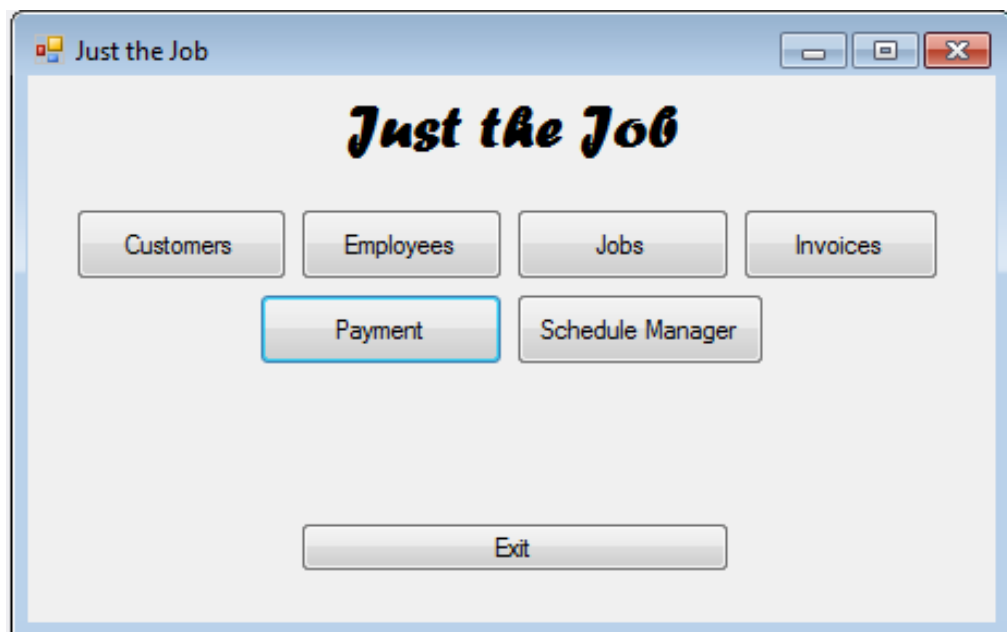 Just the Job
Just the Job
Customers Employees Jobs Invoices
Payment Schedule Manager
Exit